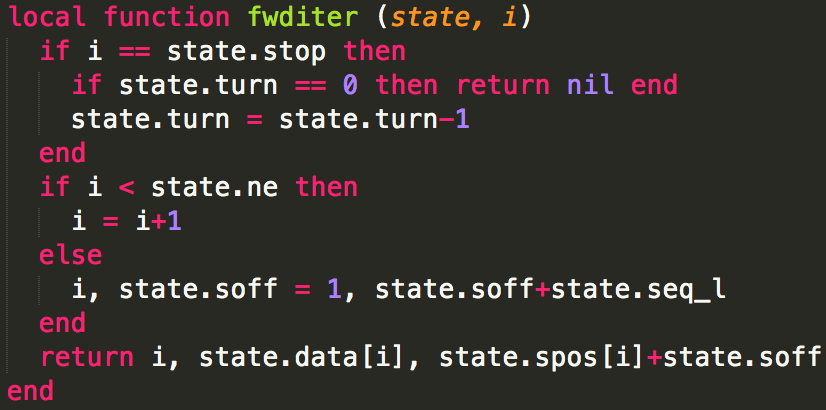 local function fwditer (state, i)
  if i == state.stop then
    if state.turn == 0 then return nil end
    state.turn = state.turn-1
  end
  if i < state.ne then
    i = i+1
  else
    i, state.soff = 1, state.soff+state.seq_l
  end
  return i, state.data[i], state.spos[i]+state.soff
end